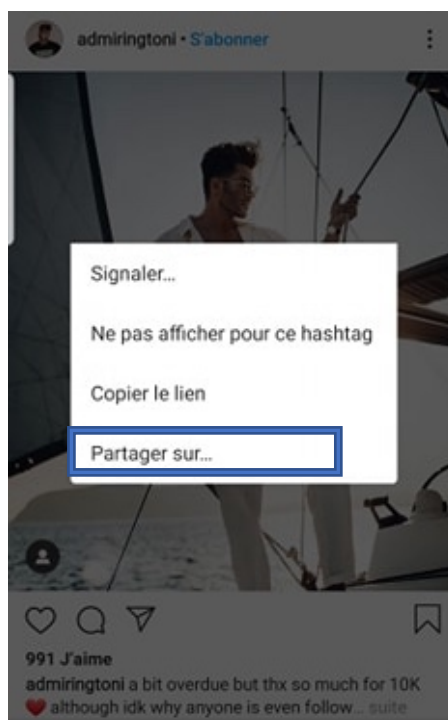 admiringtoni • S'abonner
Signaler...
Ne pas afficher pour ce hashtag
Copier le lien
Partager sur...
991 J'aime
admiringtoni a bit overdue but thx so much for 10K
❤️ although idk why anyone is even follow... suite